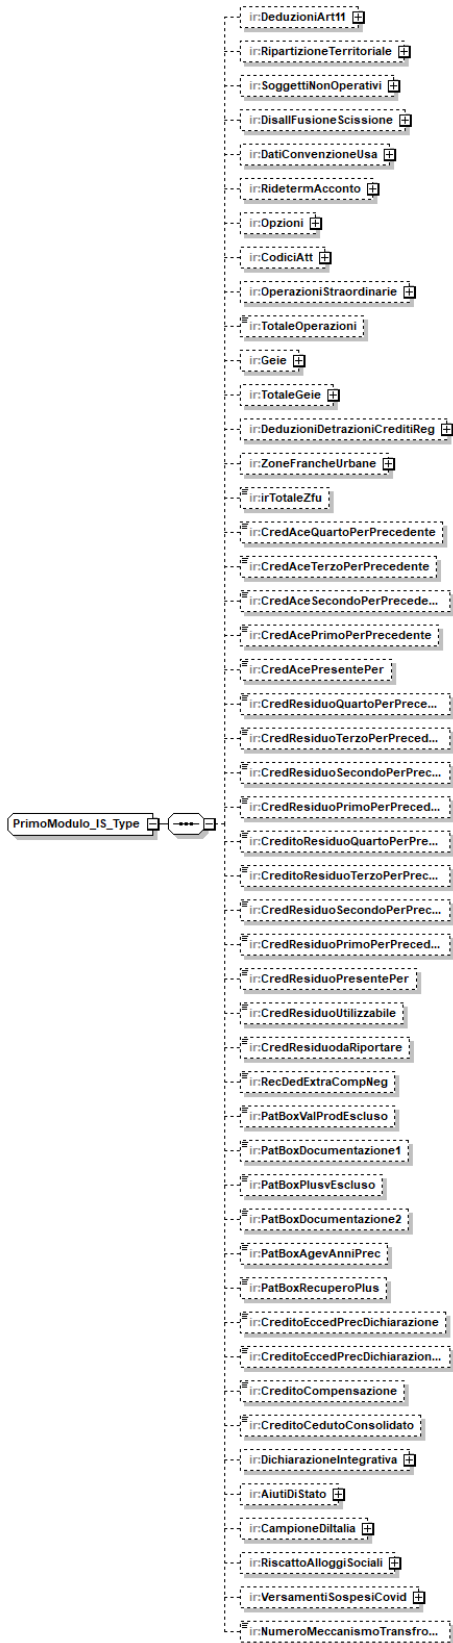 ir:DeduzioniArt11
ir:RipartizioneTerritoriale
ir:SoggettiNonOperativi
ir:DisallFusioneScissione
ir:DatiConvenzioneUsa
ir:RidetermAcconto
ir:Opzioni
ir:CodiciAtt
ir:OperazioniStraordinarie
ir:TotaleOperazioni
ir:Geie
ir:TotaleGeie
ir:DeduzioniDetrazioniCreditiReg
ir:ZoneFrancheUrbane
ir:irTotaleZfu
ir:CredAceQuartoPerPrecedente
ir:CredAceTerzoPerPrecedente
ir:CredAceSecondoPerPrecede...
ir:CredAcePrimoPerPrecedente
ir:CredAcePresentePer
ir:CredResiduoQuartoPerPrece...
ir:CredResiduoTerzoPerPreced...
ir:CredResiduoSecondoPerPrec...
ir:CredResiduoPrimoPerPreced...
PrimoModulo_IS_Type
ir:CreditoResiduoQuartoPerPre...
ir:CreditoResiduoTerzoPerPrec...
ir:CredResiduoSecondoPerPrec...
ir:CredResiduoPrimoPerPreced...
ir:CredResiduoPresentePer
ir:CredResiduoUtilizzabile
ir:CredResiduodaRiportare
ir:RecDedExtraCompNeg
ir:PatBoxValProdEscluso
ir:PatBoxDocumentazione1
ir:PatBoxPlusvEscluso
ir:PatBoxDocumentazione2
ir:PatBoxAgevAnniPrec
ir:PatBoxRecuperoPlus
ir:CreditoEccedPrecDichiarazione
ir:CreditoEccedPrecDichiarazion...
ir:CreditoCompensazione
ir:CreditoCedutoConsolidato
ir:DichiarazioneIntegrativa
ir:AiutiDiStato
ir:CampioneDiItalia
ir:RiscattoAlloggiSociali
ir:VersamentiSospesiCovid
ir:NumeroMeccanismoTransfro...